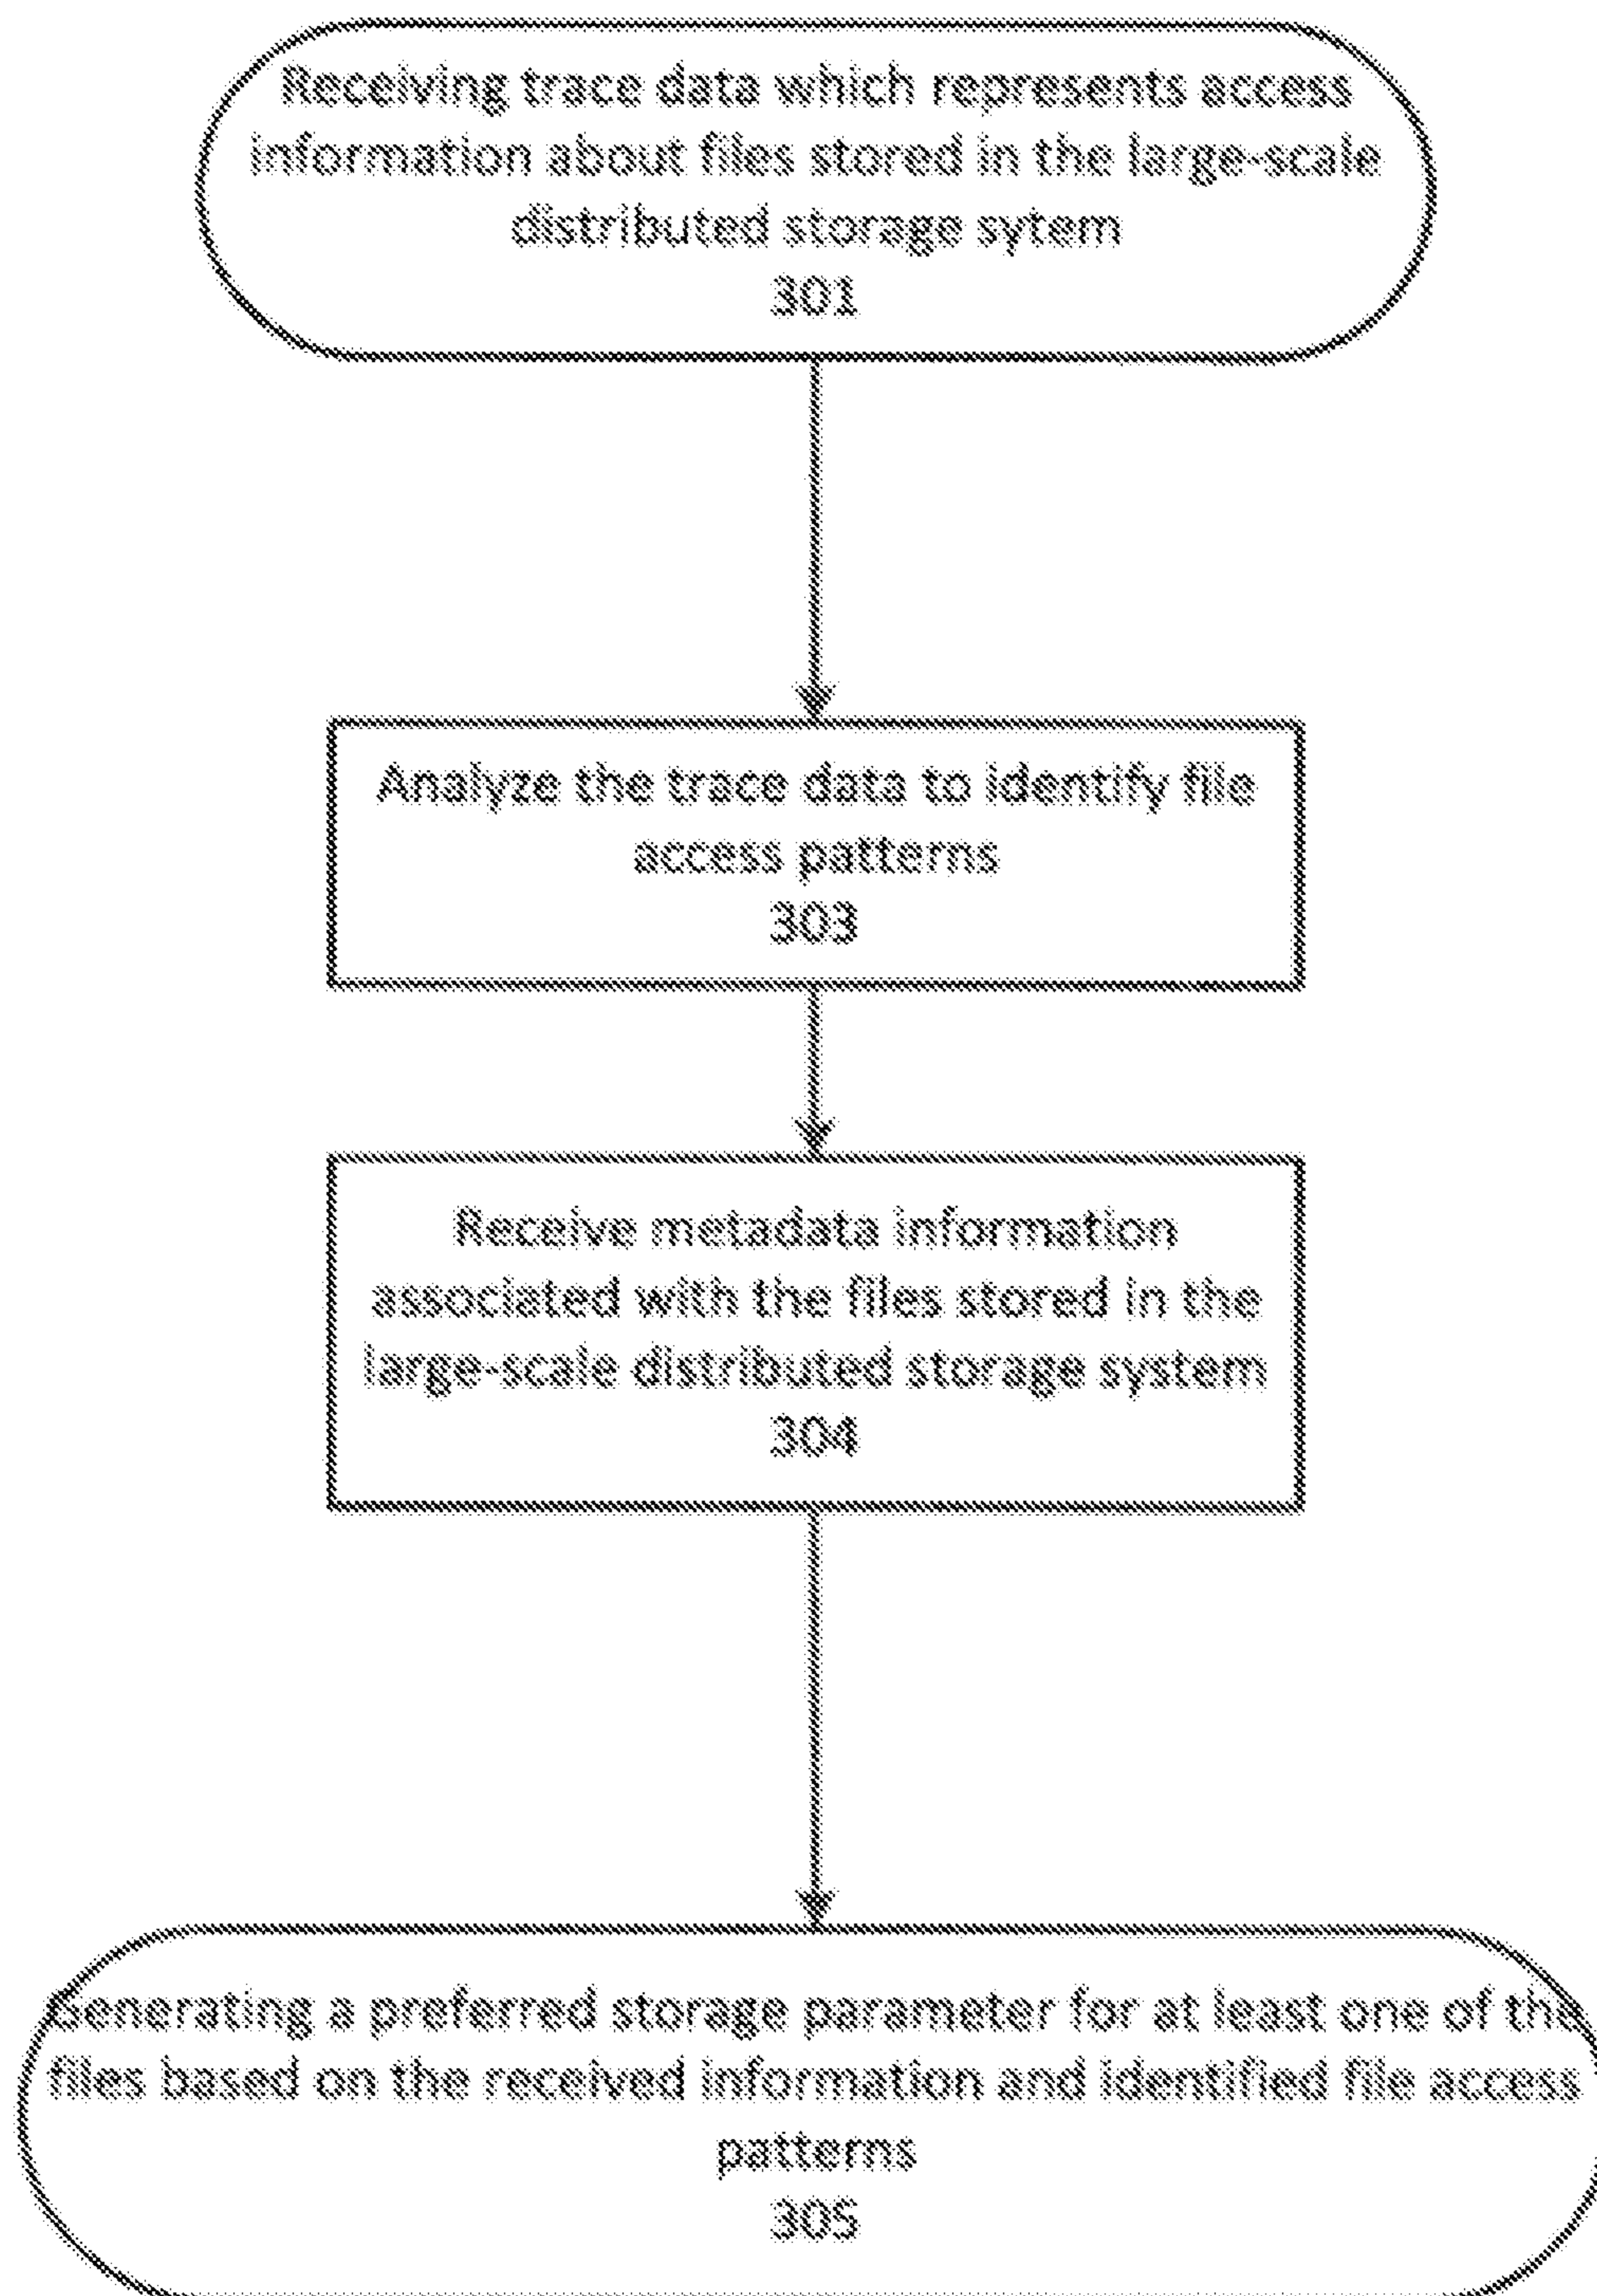 Receiving trace data which represents access
information about files stored in the large-scale
distributed storage sytem
301
Analyze the trace data to identify file
access patterns
303
Receive metadata information
associated with the files stored in the
large-scale distributed storage system
304
Generating a preferred storage parameter for at least one of the
files based on the received information and identified file access
patterns
305